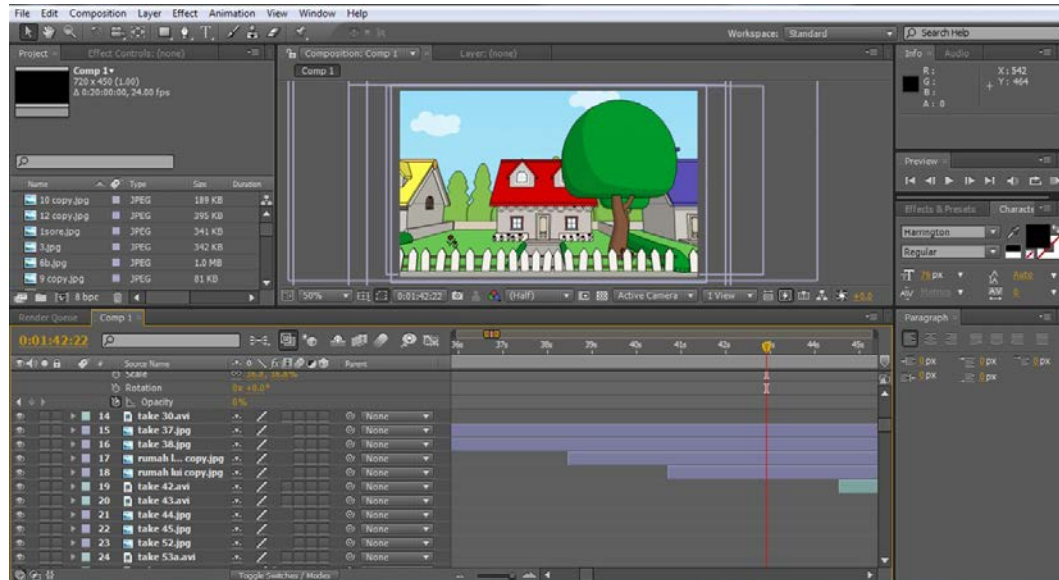 File Edit Composition Layer Effect Animation View Window Help
Workspace: Standard
Search Help
Project Effect Controls: (none)
Composition: Comp 1 Layer: (none)
Info Audio
Comp 1
720 x 450 (1.00)
Δ 0:20:00:00, 24.00 fps
Comp 1
R:
G:
B:
A: 0
X: 542
Y: 464
Preview
Name Type Size Duration
10 copy.jpg JPEG 189 KB
12 copy.jpg JPEG 395 KB
1sore.jpg JPEG 341 KB
3.jpg JPEG 342 KB
6b.jpg JPEG 1.0 MB
9 copy.jpg JPEG 81 KB
8 bpc
50% 0:01:42:22 (Half) Active Camera 1 View +0.0
Effects & Presets Characte
Harrington
Regular
px Auto
Metrics 0
Render Queue Comp 1
Paragraph
0:01:42:22
36s 37s 38s 39s 40s 41s 42s 44s 45s
0 px 0 px 0 px
0 px 0 px
# Source Name Parent
Scale
Rotation 0x +0.0°
Opacity 0%
14 take 30.avi None
15 take 37.jpg None
16 take 38.jpg None
17 rumah l... copy.jpg None
18 rumah lui copy.jpg None
19 take 42.avi None
20 take 43.avi None
21 take 44.jpg None
22 take 45.jpg None
23 take 52.jpg None
24 take 53a.avi None
Toggle Switches / Modes